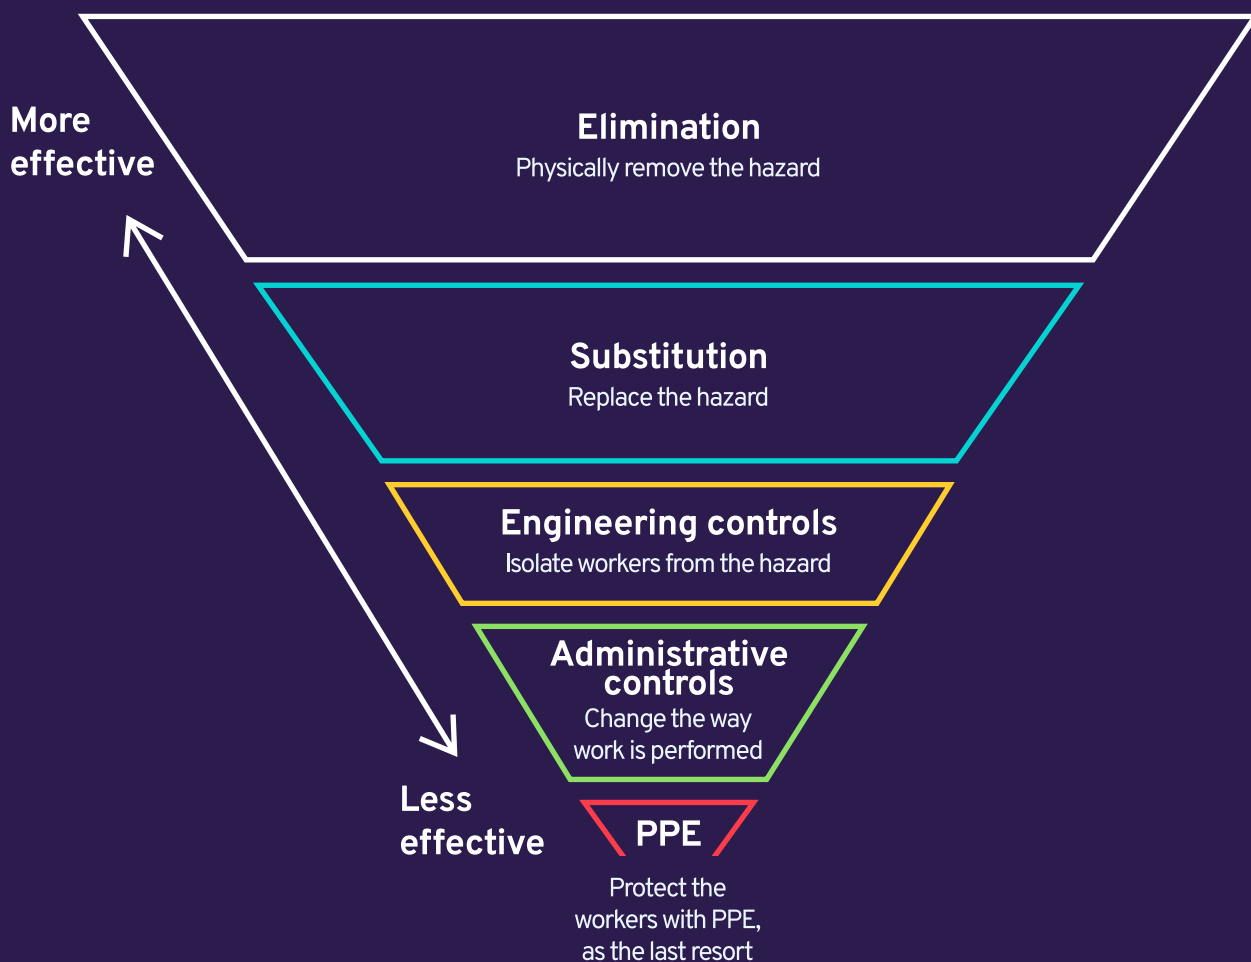 More
effective
Elimination
Physically remove the hazard
Substitution
Replace the hazard
Engineering controls
Isolate workers from the hazard
Administrative
controls
Change the way
work is performed
Less
effective
PPE
Protect the
workers with PPE,
as the last resort